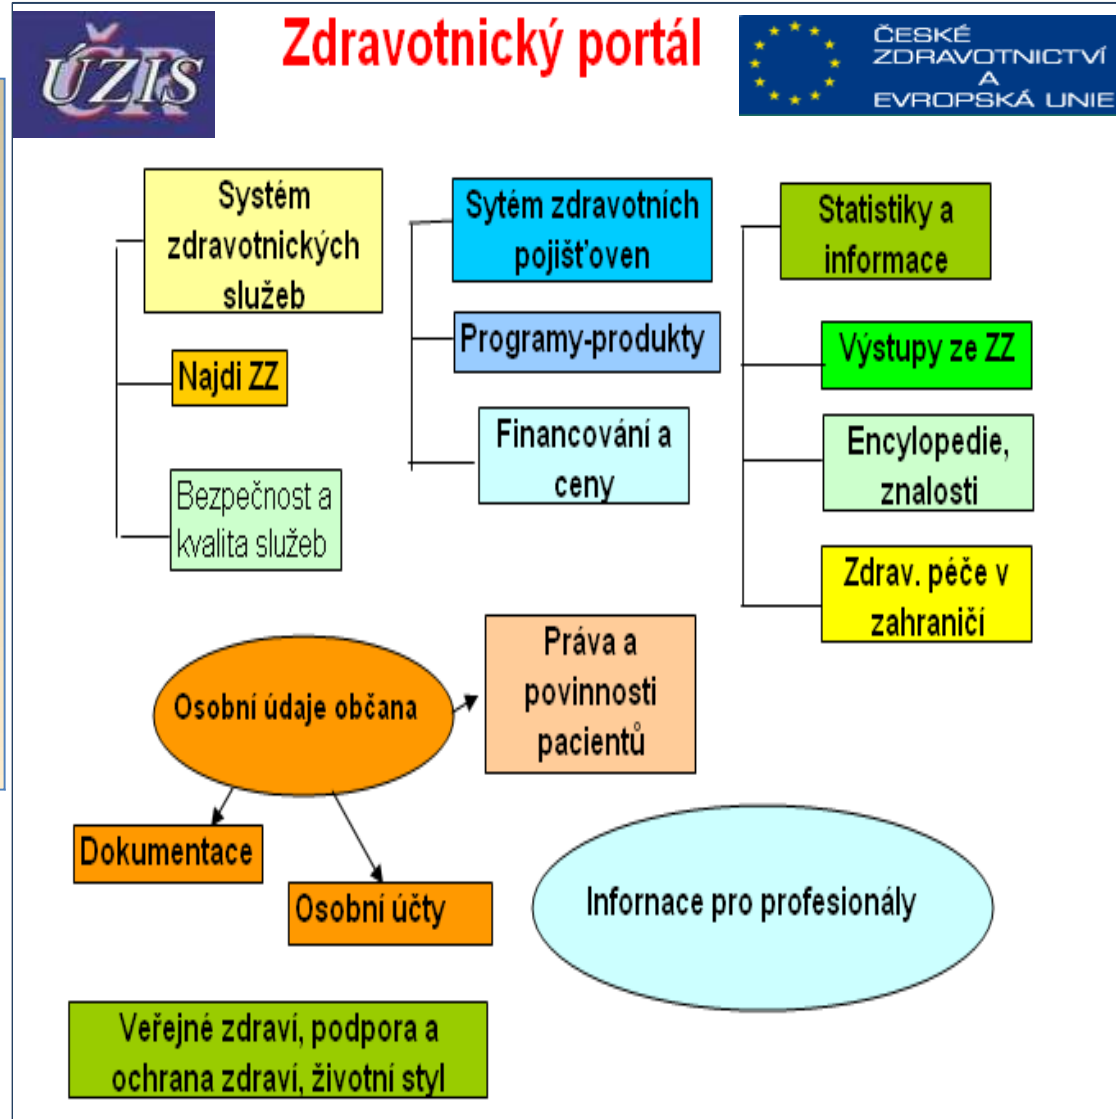 ÚZIS
ČR
Zdravotnický portál
ČESKÉ
ZDRAVOTNICTVÍ
A
EVROPSKÁ UNIE
Systém
zdravotnických
služeb
Najdi ZZ
Bezpečnost a
kvalita služeb
Sytém zdravotních
pojišťoven
Programy-produkty
Financování a
ceny
Statistiky a
informace
Výstupy ze ZZ
Encylopedie,
znalosti
Zdrav. péče v
zahraničí
Osobní údaje občana
Práva a
povinnosti
pacientů
Dokumentace
Osobní účty
Infornace pro profesionály
Veřejné zdraví, podpora a
ochrana zdraví, životní styl